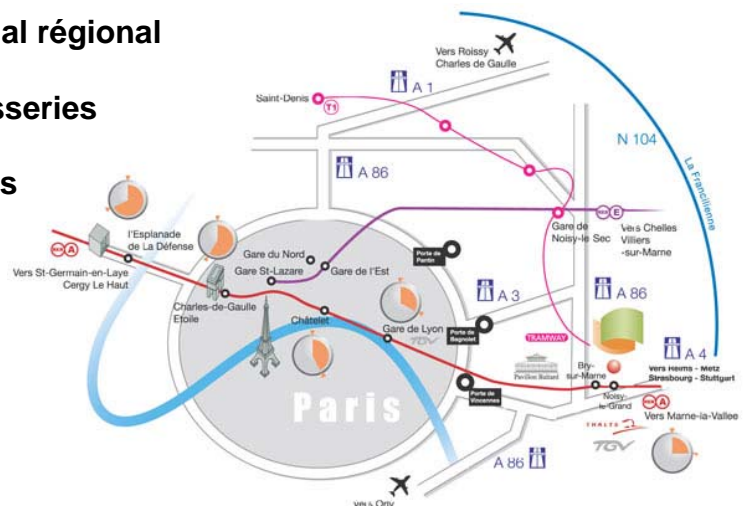 al régional
sseries
s
Vers Roissy
Charles de Gaulle
A 1
Saint-Denis
T1
N 104
La Francilienne
A 86
l'Esplanade
de La Défense
RER A
Vers St-Germain-en-Laye
Cergy Le Haut
Gare du Nord
Gare St-Lazare
Gare de l'Est
Porte de
Pantin
Gare de
Noisy-le Sec
RER E
Vers Chelles
Villiers
-sur-Marne
Charles-de-Gaulle
Etoile
Châtelet
Gare de Lyon
TGV
A 3
Porte de
Bagnolet
A 86
TRAMWAY
Pavillon Baltard
Bry-
sur-Marne
A 4
Vers Reims - Metz
Strasbourg - Stuttgart
Paris
Porte de
Vincennes
Noisy-
le-Grand
RER A
Vers Marne-la-Vallee
THALYS
TGV
A 86
Vers Orly